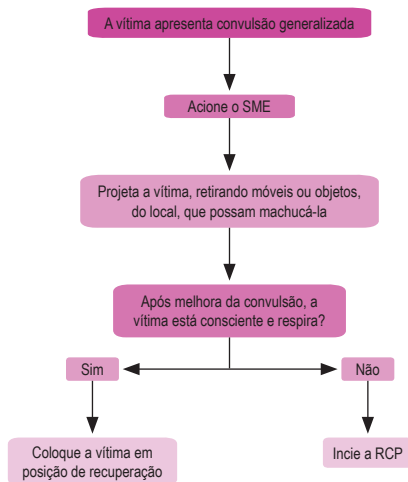 A vítima apresenta convulsão generalizada
Acione o SME
Projeta a vítima, retirando móveis ou objetos,
do local, que possam machucá-la
Após melhora da convulsão, a
vítima está consciente e respira?
Sim
Não
Coloque a vítima em
posição de recuperação
Incie a RCP